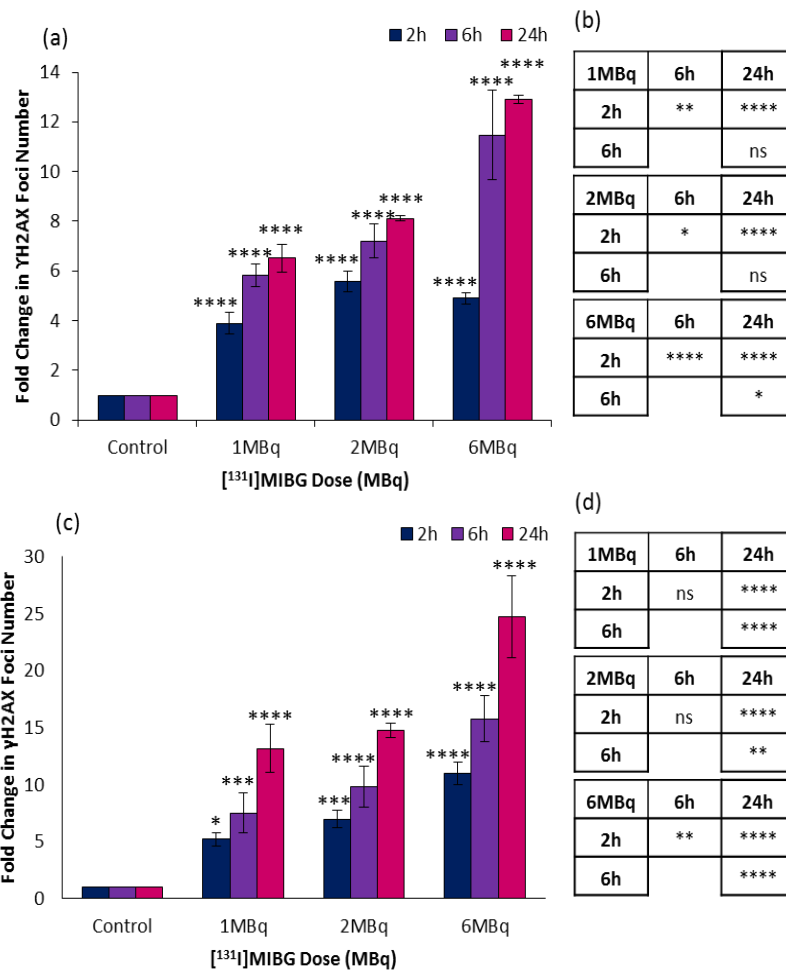 (a)
2h 6h 24h
Fold Change in YH2AX Foci Number
14
12
10
8
6
4
2
0
**** **** ****
**** **** ****
**** **** ****
Control 1MBq 2MBq 6MBq
[¹³¹I]MIBG Dose (MBq)
(b)
1MBq 6h 24h
2h ** ****
6h ns
2MBq 6h 24h
2h * ****
6h ns
6MBq 6h 24h
2h **** ****
6h *
(c)
2h 6h 24h
Fold Change in γH2AX Foci Number
30
25
20
15
10
5
0
* *** ****
*** **** ****
**** **** ****
Control 1MBq 2MBq 6MBq
[¹³¹I]MIBG Dose (MBq)
(d)
1MBq 6h 24h
2h ns ****
6h ****
2MBq 6h 24h
2h ns ****
6h **
6MBq 6h 24h
2h ** ****
6h ****